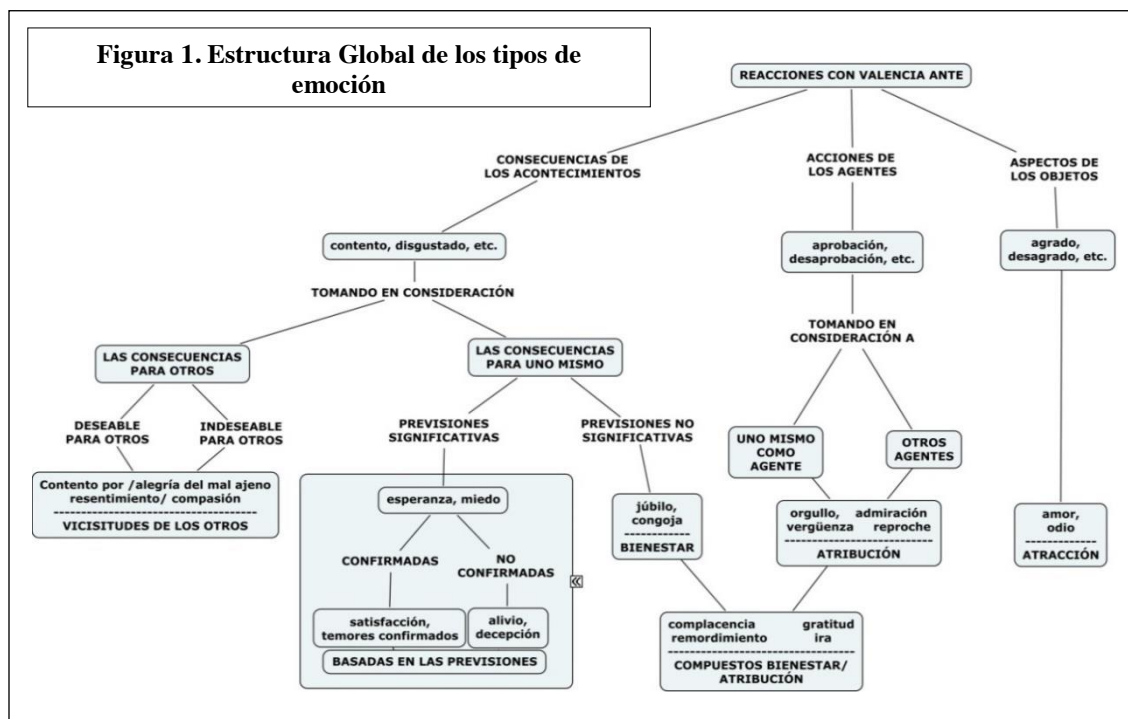 Figura 1. Estructura Global de los tipos de
emoción
REACCIONES CON VALENCIA ANTE
CONSECUENCIAS DE
LOS ACONTECIMIENTOS
ACCIONES DE
LOS AGENTES
ASPECTOS DE
LOS OBJETOS
contento, disgustado, etc.
aprobación,
desaprobación, etc.
agrado,
desagrado, etc.
TOMANDO EN CONSIDERACIÓN
TOMANDO EN
CONSIDERACIÓN A
LAS CONSECUENCIAS
PARA OTROS
LAS CONSECUENCIAS
PARA UNO MISMO
DESEABLE
PARA OTROS
INDESEABLE
PARA OTROS
PREVISIONES
SIGNIFICATIVAS
PREVISIONES NO
SIGNIFICATIVAS
UNO MISMO
COMO
AGENTE
OTROS
AGENTES
Contento por /alegría del mal ajeno
resentimiento/ compasión
VICISITUDES DE LOS OTROS
esperanza, miedo
júbilo,
congoja
BIENESTAR
orgullo, admiración
vergüenza reproche
ATRIBUCIÓN
amor,
odio
ATRACCIÓN
CONFIRMADAS
NO
CONFIRMADAS
satisfacción,
temores confirmados
alivio,
decepción
BASADAS EN LAS PREVISIONES
complacencia gratitud
remordimiento ira
COMPUESTOS BIENESTAR/
ATRIBUCIÓN